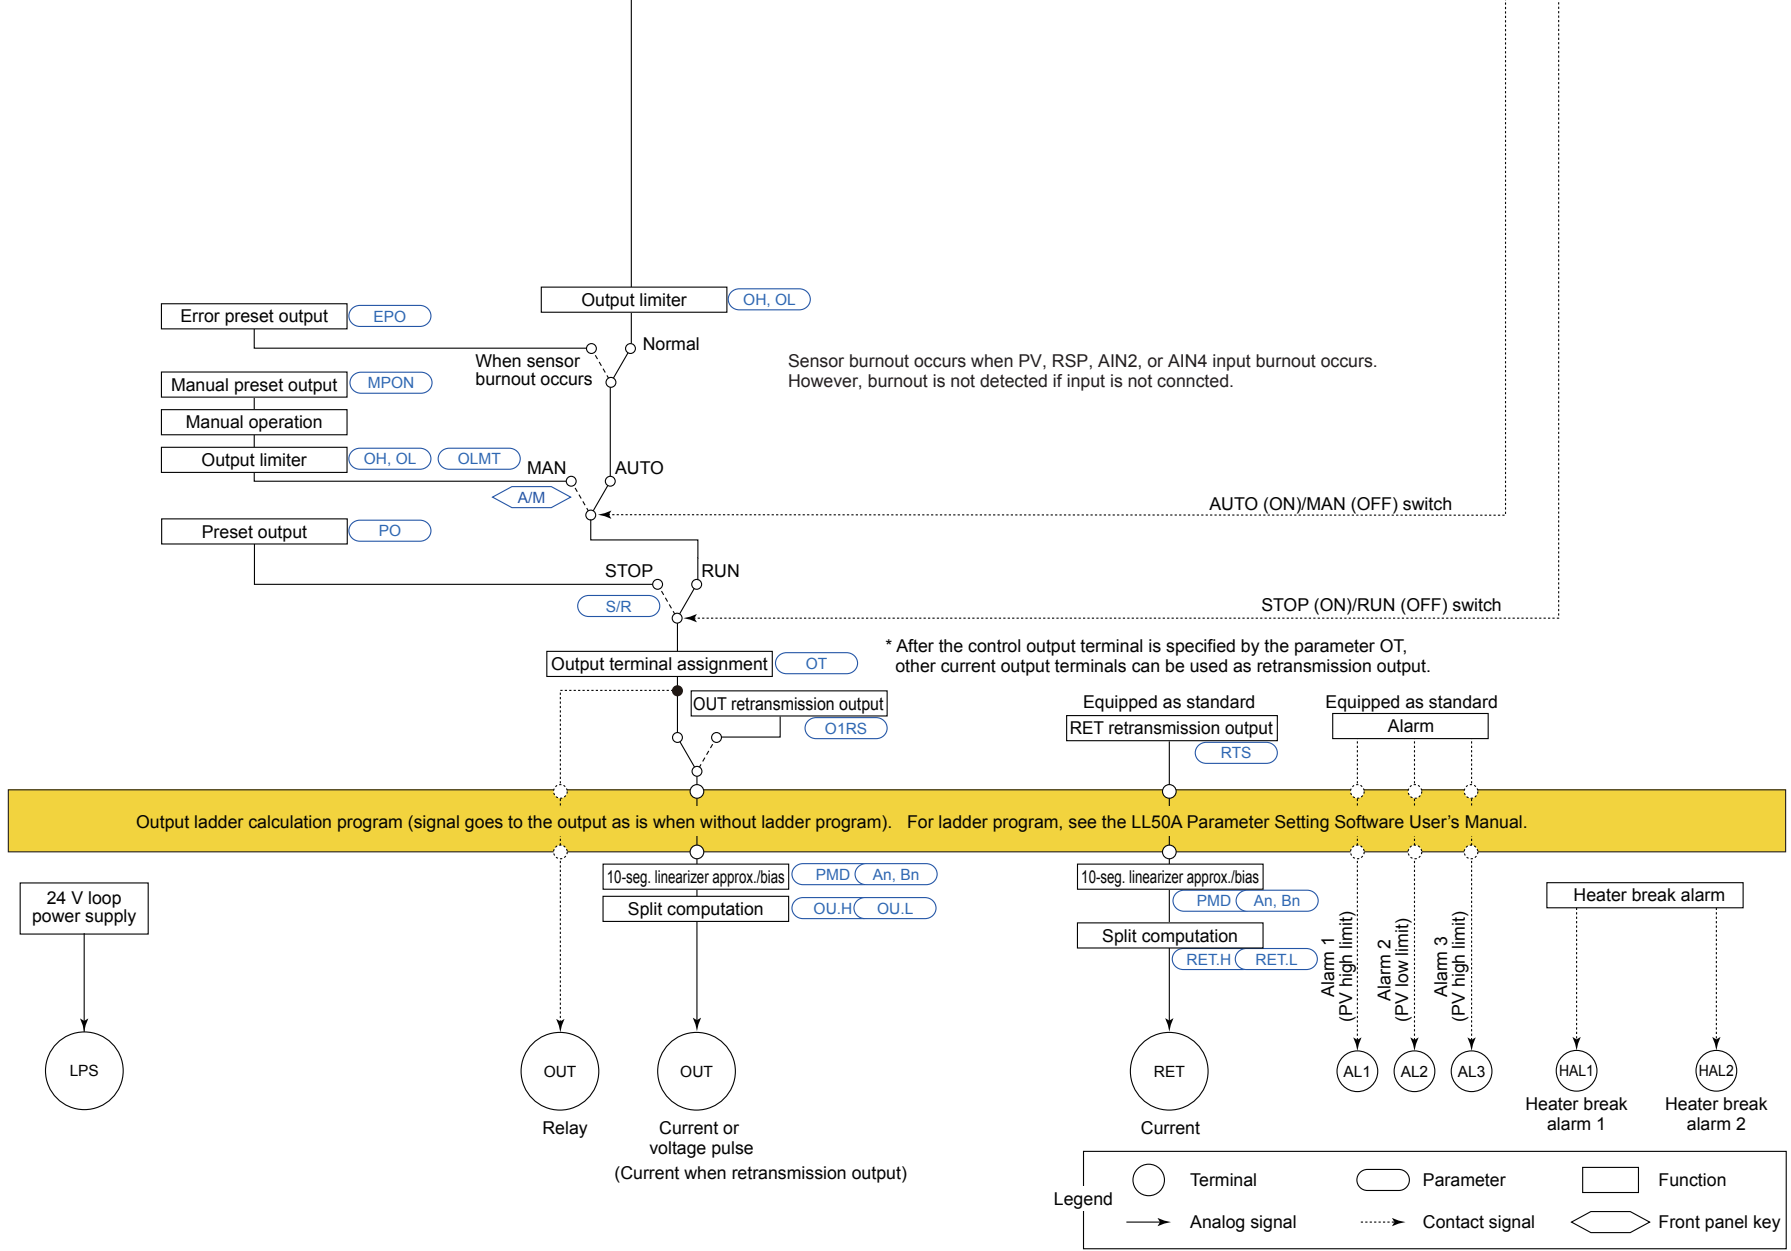 Output limiter
OH, OL
Error preset output
EPO
Normal
When sensor
burnout occurs
Sensor burnout occurs when PV, RSP, AIN2, or AIN4 input burnout occurs.
However, burnout is not detected if input is not conncted.
Manual preset output
MPON
Manual operation
Output limiter
OH, OL
OLMT
MAN
AUTO
A/M
AUTO (ON)/MAN (OFF) switch
Preset output
PO
STOP
RUN
S/R
STOP (ON)/RUN (OFF) switch
Output terminal assignment
OT
* After the control output terminal is specified by the parameter OT,
other current output terminals can be used as retransmission output.
OUT retransmission output
O1RS
Equipped as standard
RET retransmission output
RTS
Equipped as standard
Alarm
Output ladder calculation program (signal goes to the output as is when without ladder program). For ladder program, see the LL50A Parameter Setting Software User's Manual.
24 V loop
power supply
10-seg. linearizer approx./bias
PMD
An, Bn
Split computation
OU.H
OU.L
10-seg. linearizer approx./bias
PMD
An, Bn
Split computation
RET.H
RET.L
Alarm 1
(PV high limit)
Alarm 2
(PV low limit)
Alarm 3
(PV high limit)
Heater break alarm
LPS
OUT
OUT
RET
AL1
AL2
AL3
HAL1
HAL2
Relay
Current or
voltage pulse
(Current when retransmission output)
Current
Heater break
alarm 1
Heater break
alarm 2
Legend
Terminal
Parameter
Function
Analog signal
Contact signal
Front panel key